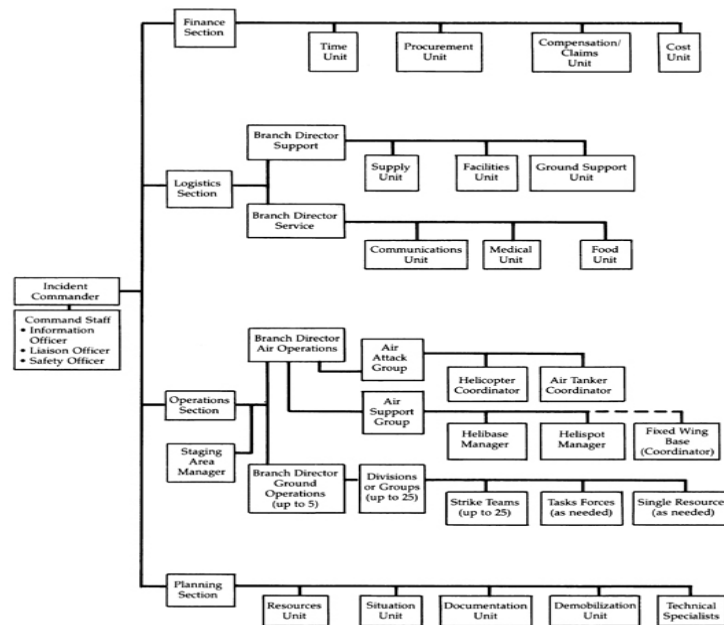 Finance
Section
Time
Unit
Procurement
Unit
Compensation/
Claims
Unit
Cost
Unit
Branch Director
Support
Supply
Unit
Facilities
Unit
Ground Support
Unit
Logistics
Section
Branch Director
Service
Communications
Unit
Medical
Unit
Food
Unit
Incident
Commander
Command Staff
• Information
Officer
• Liaison Officer
• Safety Officer
Branch Director
Air Operations
Air
Attack
Group
Helicopter
Coordinator
Air Tanker
Coordinator
Operations
Section
Air
Support
Group
Helibase
Manager
Helispot
Manager
Fixed Wing
Base
(Coordinator)
Staging
Area
Manager
Branch Director
Ground
Operations
(up to 5)
Divisions
or Groups
(up to 25)
Strike Teams
(up to 25)
Tasks Forces
(as needed)
Single Resource
(as needed)
Planning
Section
Resources
Unit
Situation
Unit
Documentation
Unit
Demobilization
Unit
Technical
Specialists